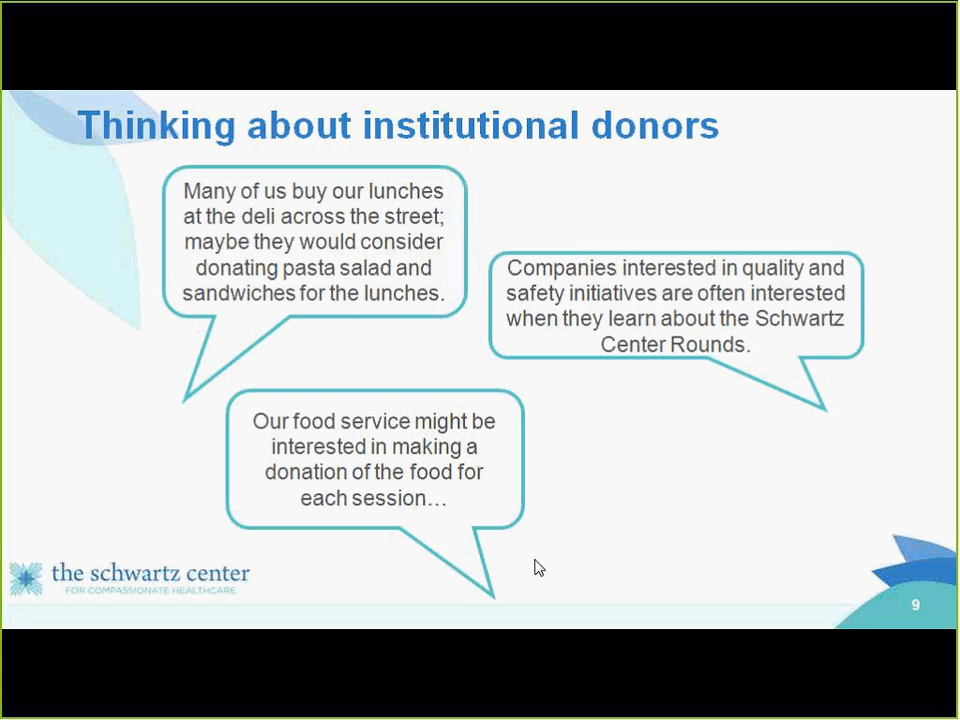 Thinking about institutional donors
Many of us buy our lunches
at the deli across the street;
maybe they would consider
donating pasta salad and
sandwiches for the lunches.
Companies interested in quality and
safety initiatives are often interested
when they learn about the Schwartz
Center Rounds.
Our food service might be
interested in making a
donation of the food for
each session…
the schwartz center
FOR COMPASSIONATE HEALTHCARE
9